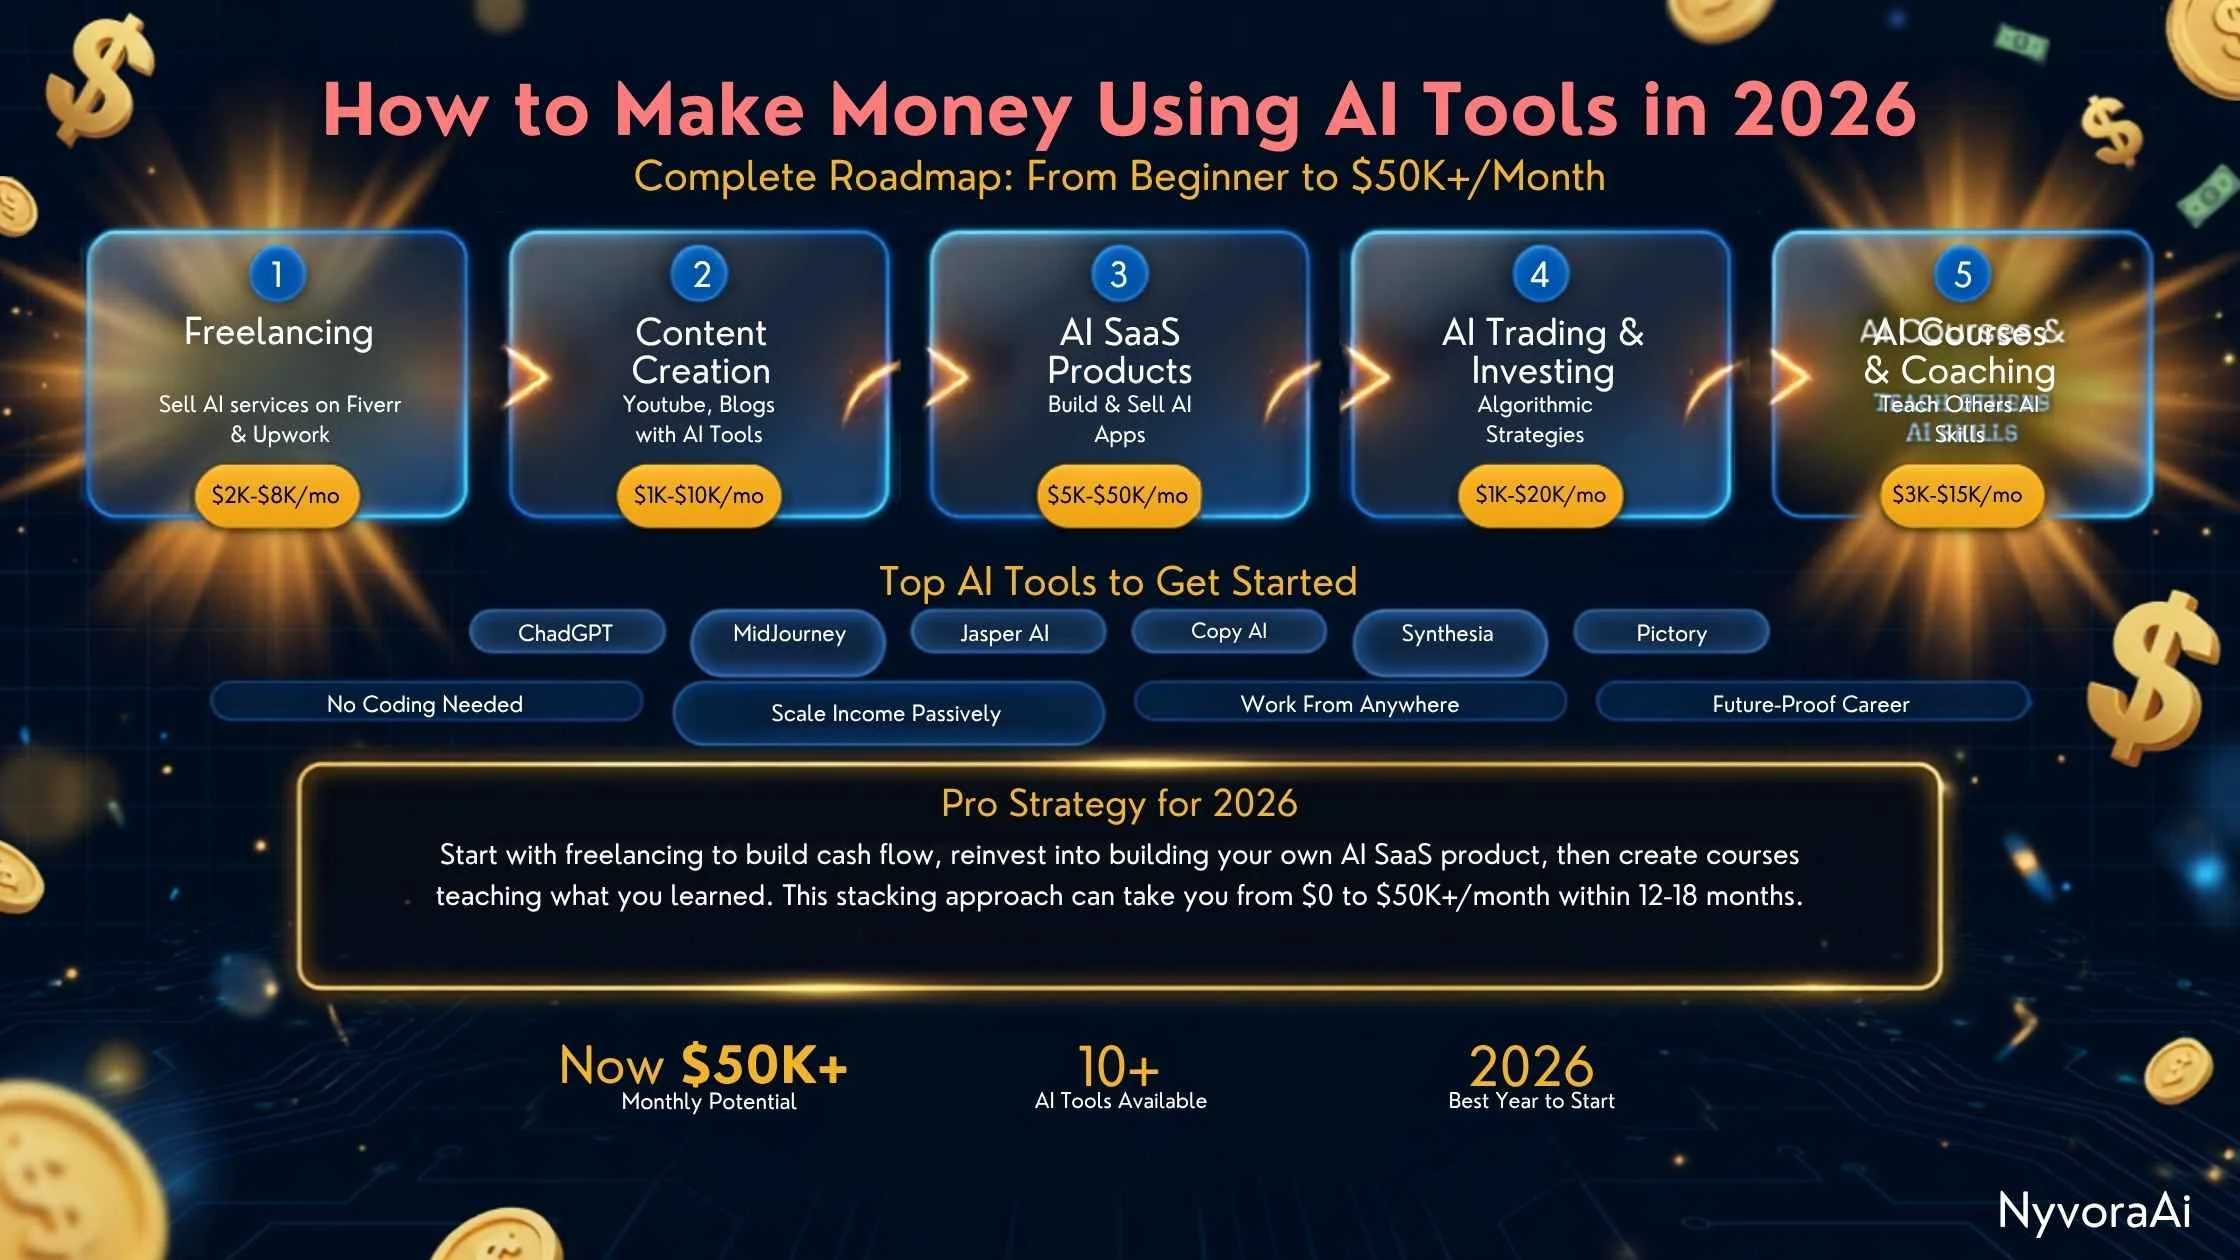 How to Make Money Using AI Tools in 2026
Complete Roadmap: From Beginner to $50K+/Month
1
Freelancing
Sell AI services on Fiverr
& Upwork
$2K-$8K/mo
2
Content
Creation
Youtube, Blogs
with AI Tools
$1K-$10K/mo
3
AI SaaS
Products
Build & Sell AI
Apps
$5K-$50K/mo
4
AI Trading &
Investing
Algorithmic
Strategies
$1K-$20K/mo
5
AI Courses
& Coaching
Teach Others AI
Skills
$3K-$15K/mo
Top AI Tools to Get Started
ChadGPT
MidJourney
Jasper AI
Copy AI
Synthesia
Pictory
No Coding Needed
Scale Income Passively
Work From Anywhere
Future-Proof Career
Pro Strategy for 2026
Start with freelancing to build cash flow, reinvest into building your own AI SaaS product, then create courses
teaching what you learned. This stacking approach can take you from $0 to $50K+/month within 12-18 months.
Now $50K+
Monthly Potential
10+
AI Tools Available
2026
Best Year to Start
NyvoraAi